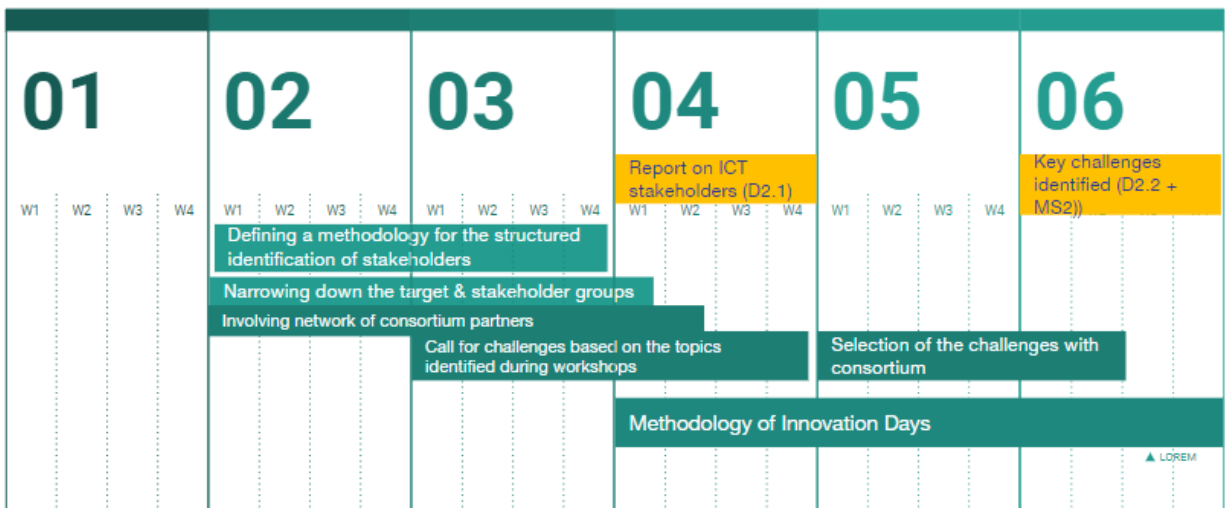 01 02 03 04 05 06
Report on ICT
stakeholders (D2.1)
Key challenges
identified (D2.2 +
MS2))
W1 W2 W3 W4 W1 W2 W3 W4 W1 W2 W3 W4 W1 W2 W3 W4 W1 W2 W3 W4
Defining a methodology for the structured
identification of stakeholders
Narrowing down the target & stakeholder groups
Involving network of consortium partners
Call for challenges based on the topics
identified during workshops
Selection of the challenges with
consortium
Methodology of Innovation Days
▲ LOREM